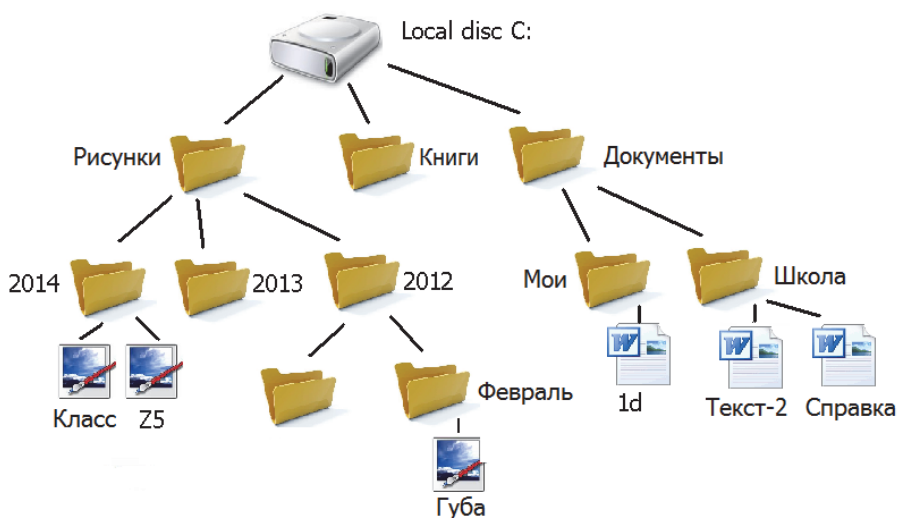 Local disc C:
Рисунки
Книги
Документы
2014
2013
2012
Мои
Школа
Класс
Z5
Февраль
1d
Текст-2
Справка
Губа